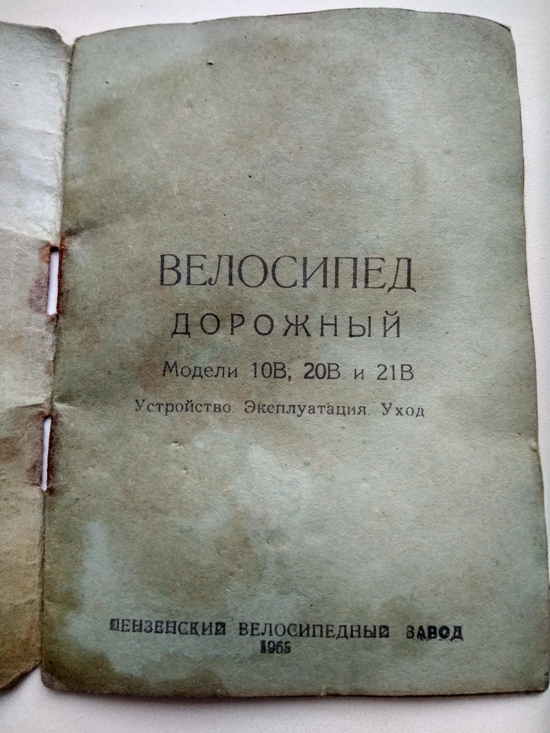 ВЕЛОСИПЕД
ДОРОЖНЫЙ
Модели 10В, 20В и 21В
Устройство. Эксплуатация. Уход
ПЕНЗЕНСКИЙ ВЕЛОСИПЕДНЫЙ ЗАВОД
1965